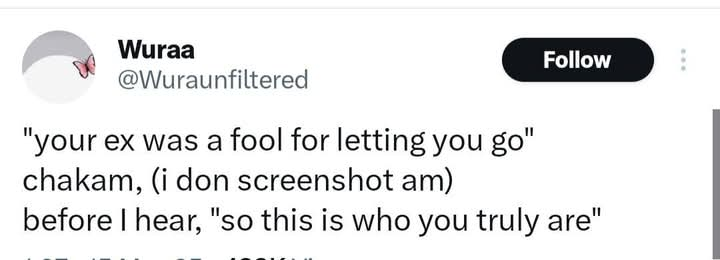 Wuraa
Follow
@Wuraunfiltered
"your ex was a fool for letting you go"
chakam, (i don screenshot am)
before I hear, "so this is who you truly are"